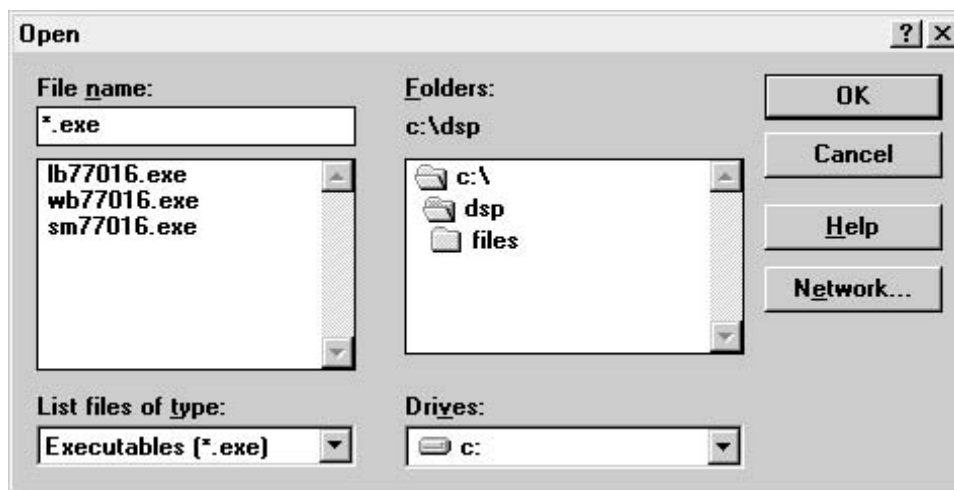 Open
File name:
*.exe
lb77016.exe
wb77016.exe
sm77016.exe
List files of type:
Executables (*.exe)
Folders:
c:\dsp
c:\
dsp
files
Drives:
c:
OK
Cancel
Help
Network...